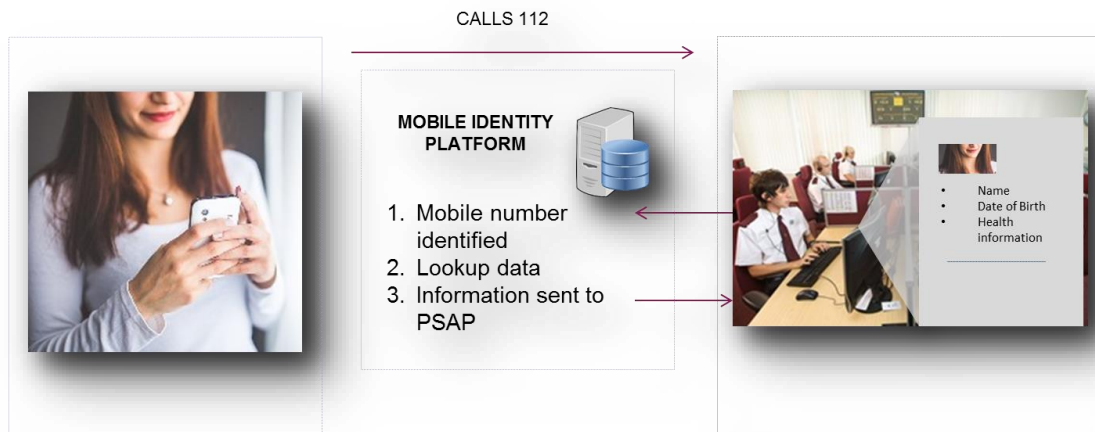 CALLS 112
MOBILE IDENTITY
PLATFORM
1. Mobile number
identified
2. Lookup data
3. Information sent to
PSAP
• Name
• Date of Birth
• Health
information